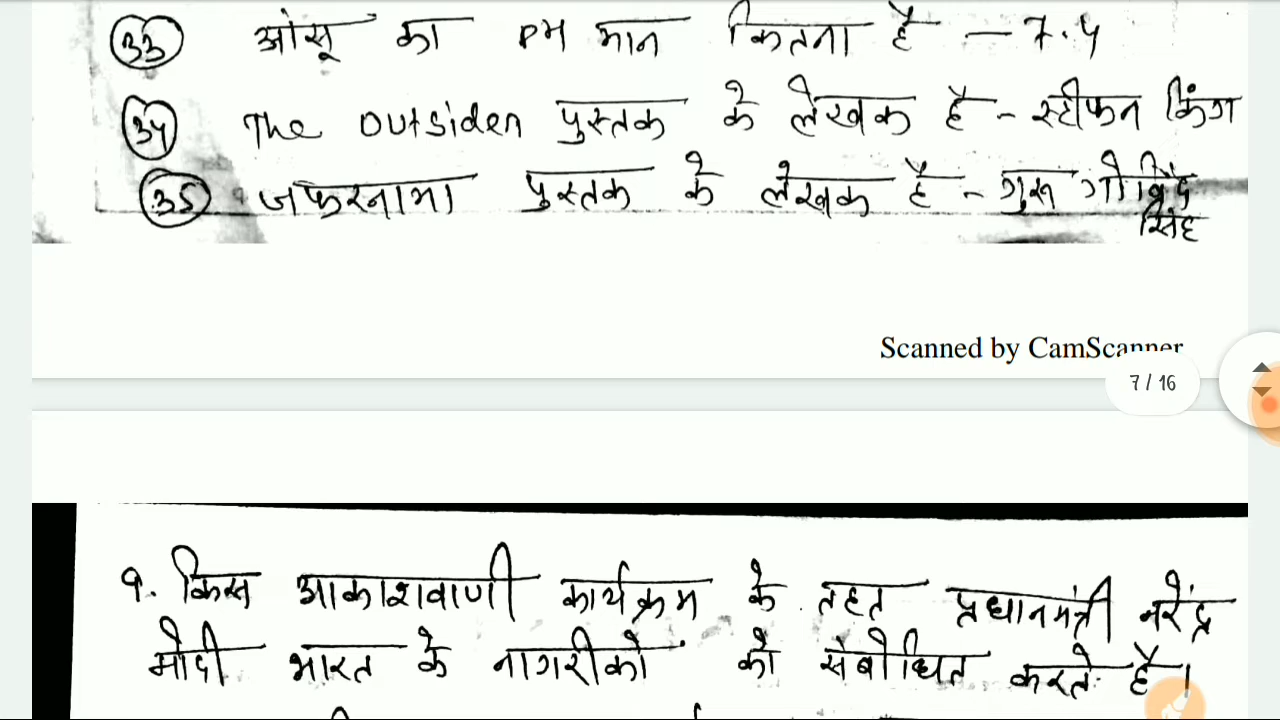 33 आंसू का PH मान कितना है – 7.4
34 The Outsider पुस्तक के लेखक है - स्टीफन किंग
35 जफरनामा पुस्तक के लेखक है - गुरु गोविंद
सिंह
Scanned by CamScanner
7 / 16
१. किस आकाशवाणी कार्यक्रम के तहत प्रधानमंत्री नरेंद्र
मोदी भारत के नागरीको को संबोधित करते है।